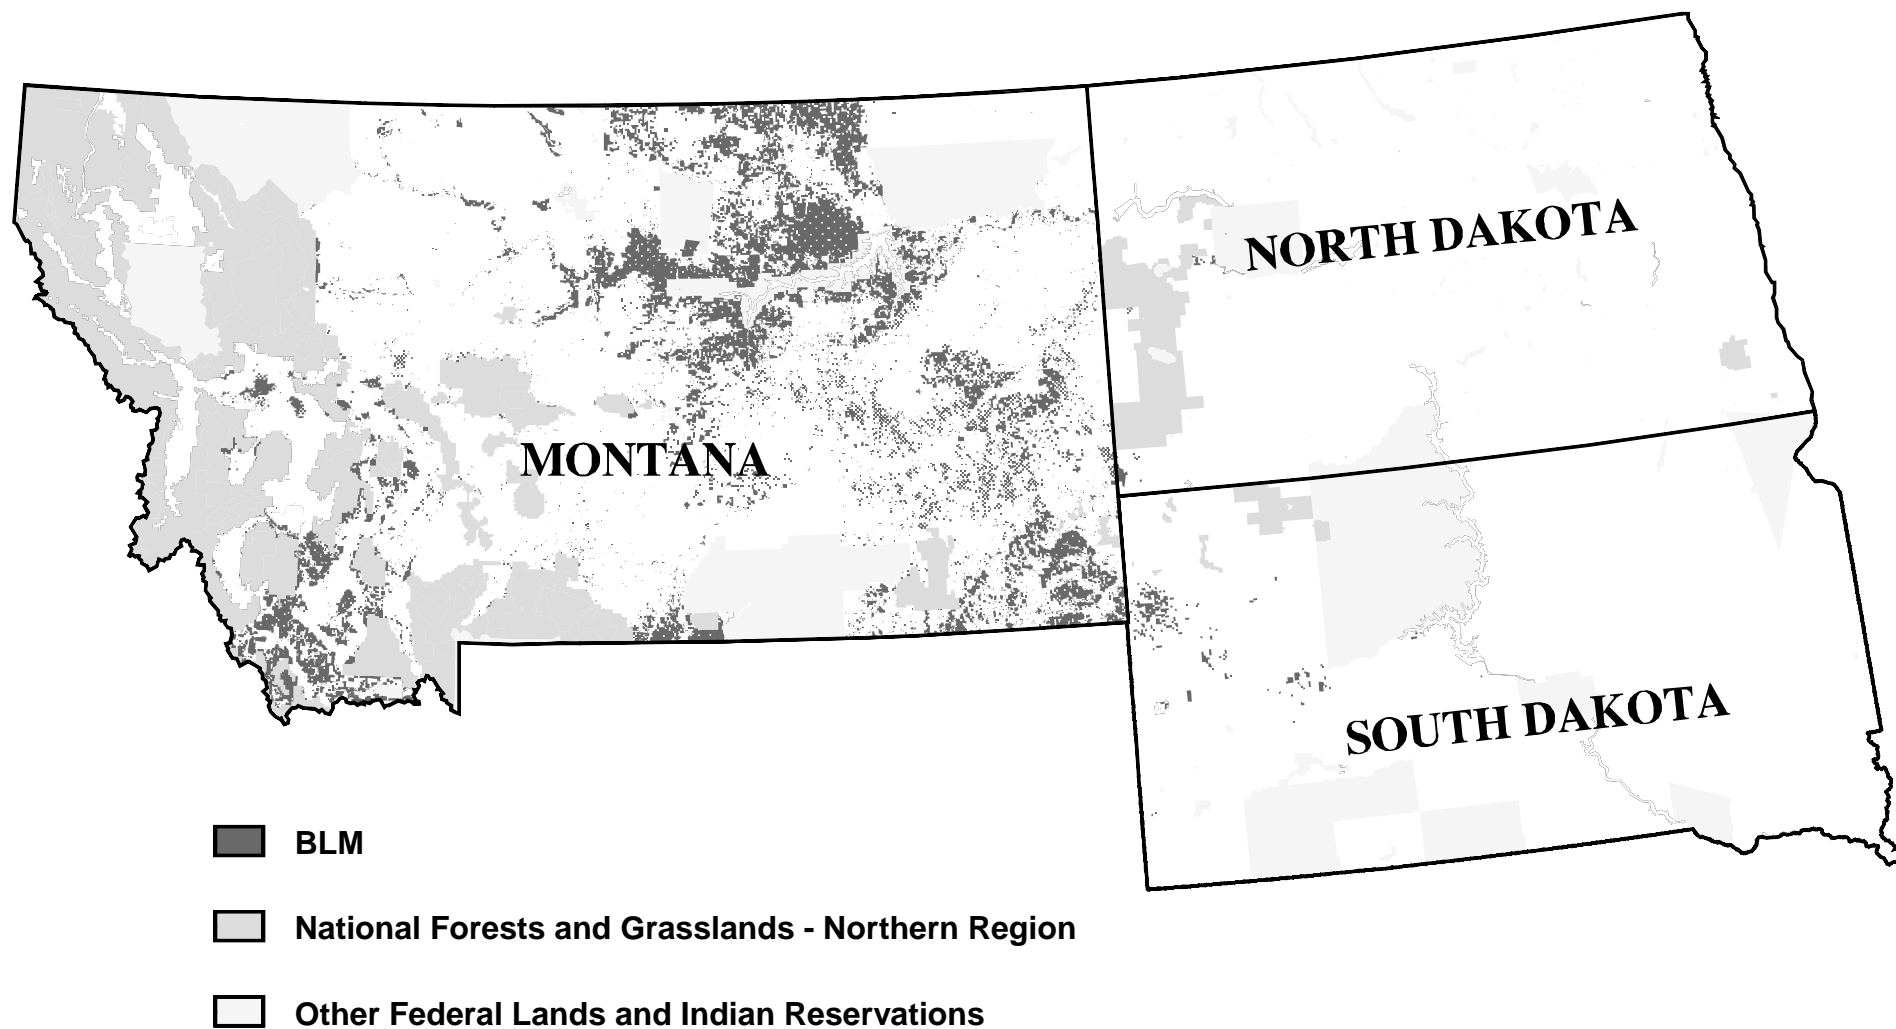 NORTH DAKOTA
MONTANA
SOUTH DAKOTA
BLM
National Forests and Grasslands - Northern Region
Other Federal Lands and Indian Reservations